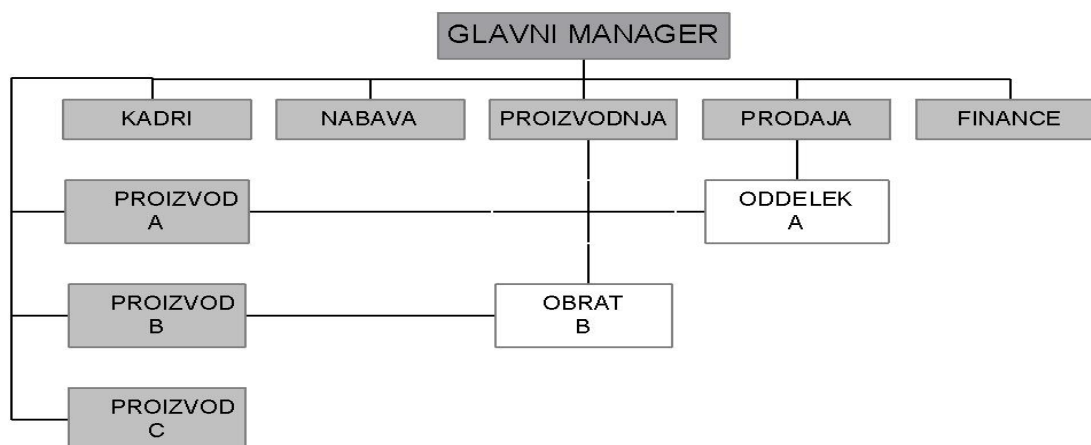 GLAVNI MANAGER
KADRI
NABAVA
PROIZVODNJA
PRODAJA
FINANCE
PROIZVOD
A
ODDELEK
A
PROIZVOD
B
OBRAT
B
PROIZVOD
C